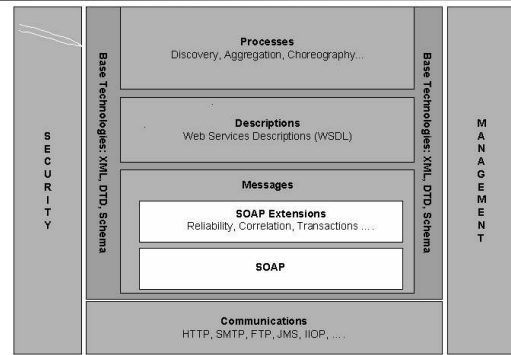 Processes
Discovery, Aggregation, Choreography...
Base Technologies: XML, DTD, Schema
Base Technologies: XML, DTD, Schema
Descriptions
Web Services Descriptions (WSDL)
SECURITY
MANAGEMENT
Messages
SOAP Extensions
Reliability, Correlation, Transactions ....
SOAP
Communications
HTTP, SMTP, FTP, JMS, IIOP, ....